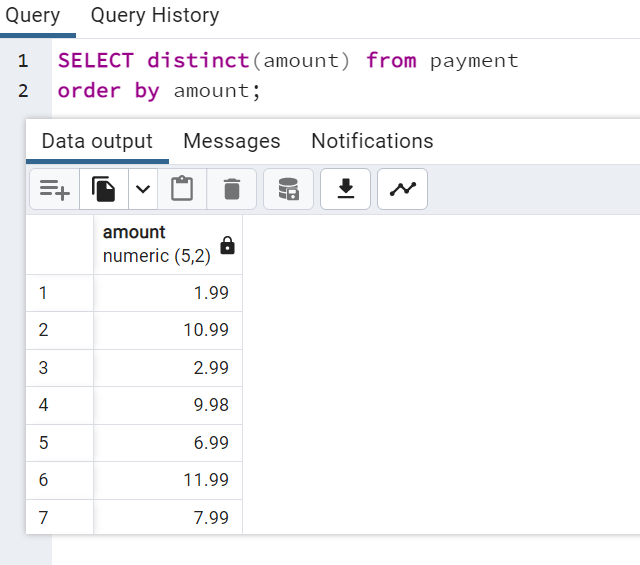 Query Query History
1 SELECT distinct(amount) from payment
2 order by amount;
Data output Messages Notifications
amount
numeric (5,2)
1 1.99
2 10.99
3 2.99
4 9.98
5 6.99
6 11.99
7 7.99